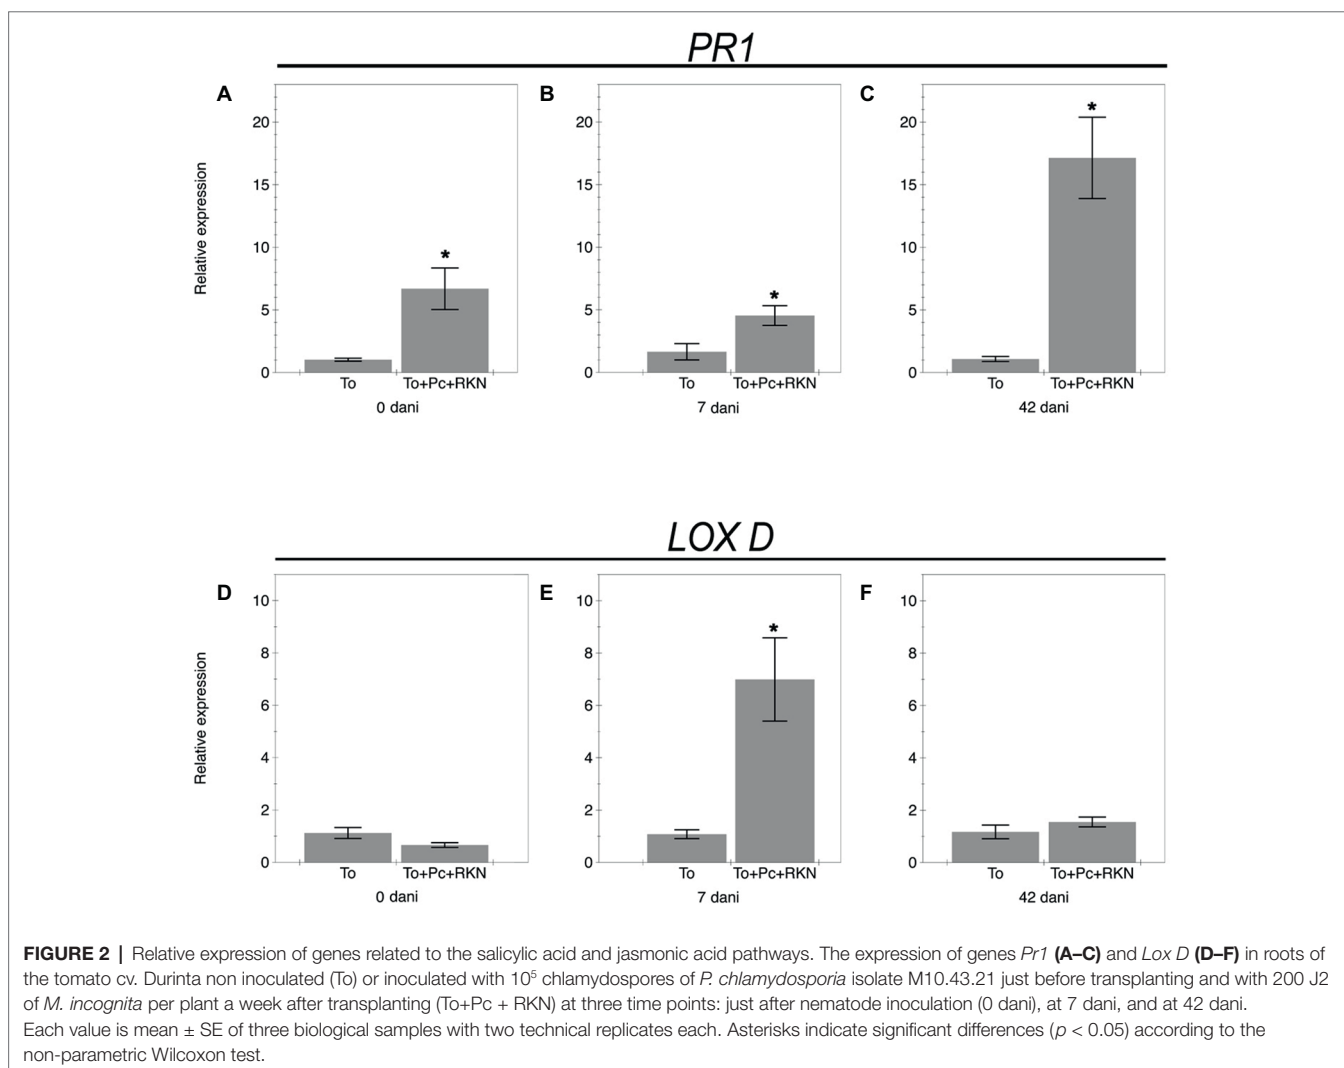 PR1
A
B
C
20
15
10
5
0
Relative expression
*
To
To+Pc+RKN
0 dani
20
15
10
5
0
*
To
To+Pc+RKN
7 dani
20
15
10
5
0
*
To
To+Pc+RKN
42 dani
LOX D
D
E
F
10
8
6
4
2
0
Relative expression
To
To+Pc+RKN
0 dani
10
8
6
4
2
0
*
To
To+Pc+RKN
7 dani
10
8
6
4
2
0
To
To+Pc+RKN
42 dani
FIGURE 2 | Relative expression of genes related to the salicylic acid and jasmonic acid pathways. The expression of genes Pr1 (A–C) and Lox D (D–F) in roots of
the tomato cv. Durinta non inoculated (To) or inoculated with 10⁵ chlamydospores of P. chlamydosporia isolate M10.43.21 just before transplanting and with 200 J2
of M. incognita per plant a week after transplanting (To+Pc + RKN) at three time points: just after nematode inoculation (0 dani), at 7 dani, and at 42 dani.
Each value is mean ± SE of three biological samples with two technical replicates each. Asterisks indicate significant differences (p < 0.05) according to the
non-parametric Wilcoxon test.